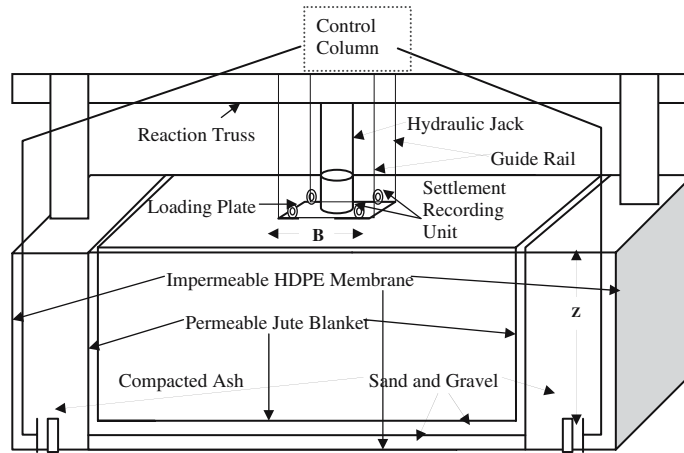 Control
Column
Reaction Truss
Hydraulic Jack
Guide Rail
Loading Plate
Settlement
Recording
Unit
B
Impermeable HDPE Membrane
z
Permeable Jute Blanket
Compacted Ash
Sand and Gravel